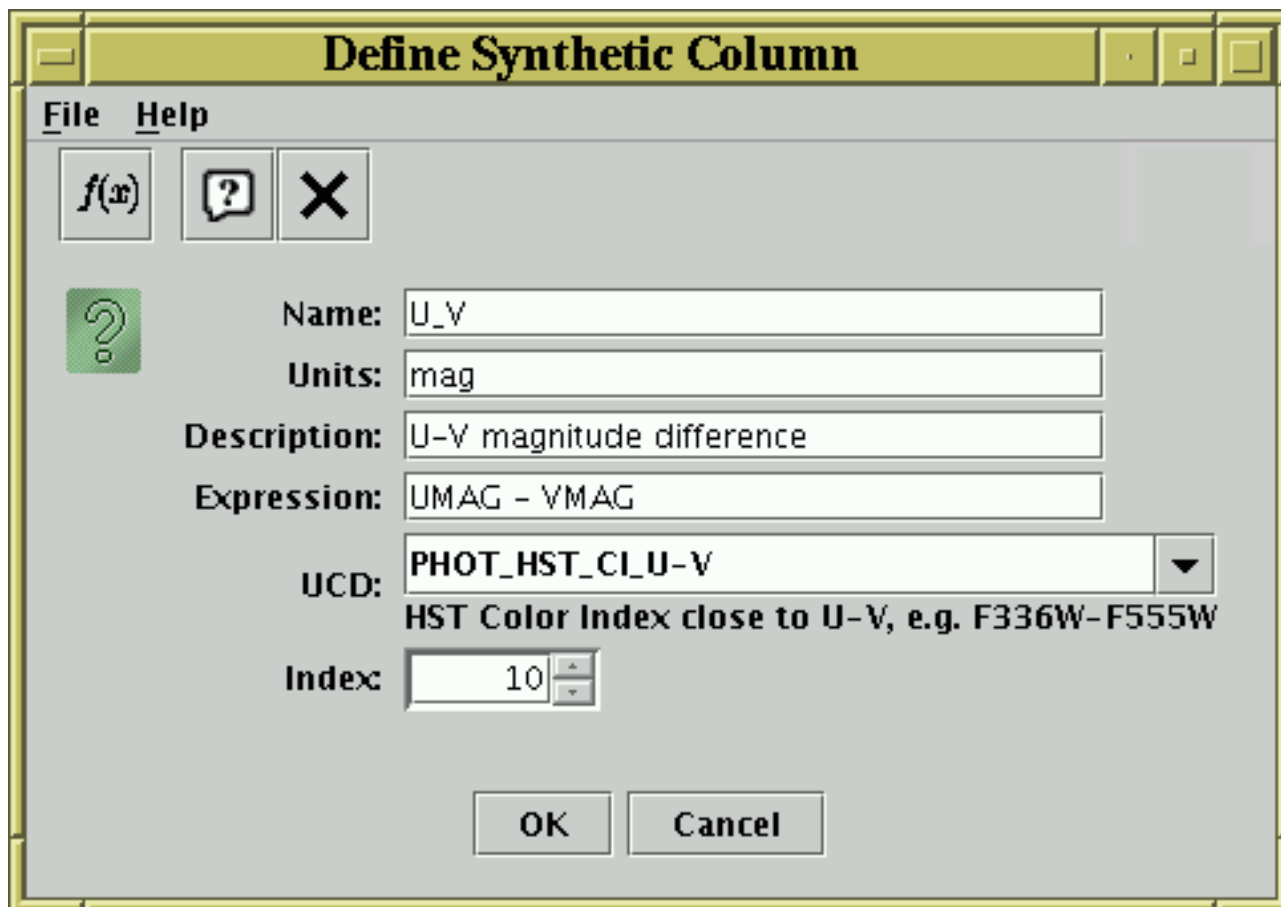 Define Synthetic Column
File Help
f(x) ?
Name: U_V
Units: mag
Description: U-V magnitude difference
Expression: UMAG - VMAG
UCD: PHOT_HST_CI_U-V
HST Color Index close to U-V, e.g. F336W-F555W
Index: 10
OK Cancel